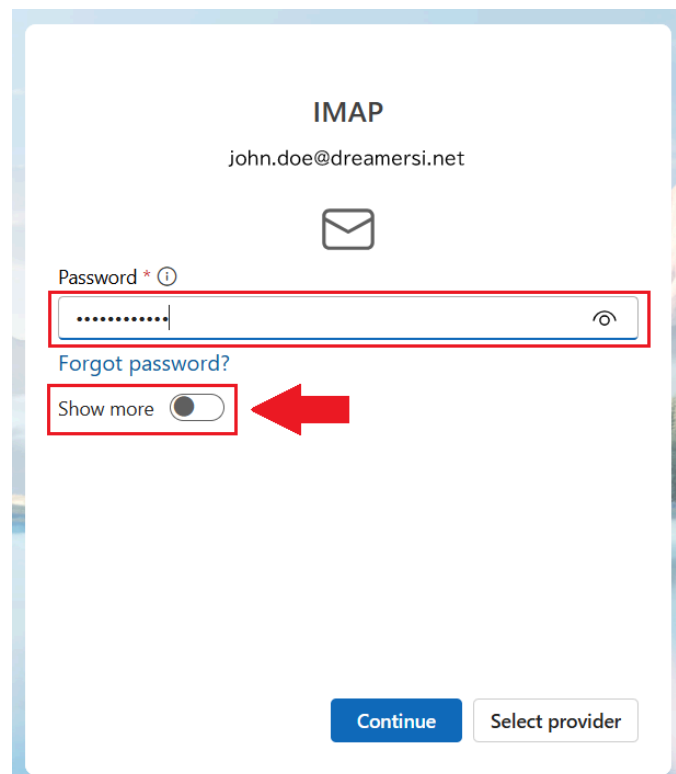 IMAP
john.doe@dreamersi.net
Password *
••••••••••••
Forgot password?
Show more
Continue
Select provider